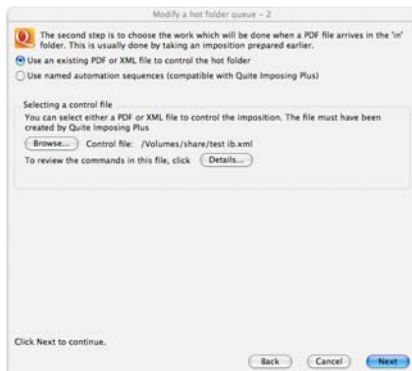 Modify a hot folder queue - 2
The second step is to choose the work which will be done when a PDF file arrives in the 'in'
folder. This is usually done by taking an imposition prepared earlier.
Use an existing PDF or XML file to control the hot folder
Use named automation sequences (compatible with Quite Imposing Plus)
Selecting a control file
You can select either a PDF or XML file to control the imposition. The file must have been
created by Quite Imposing Plus
Browse... Control file: /Volumes/share/test ib.xml
To review the commands in this file, click Details...
Click Next to continue.
Back Cancel Next